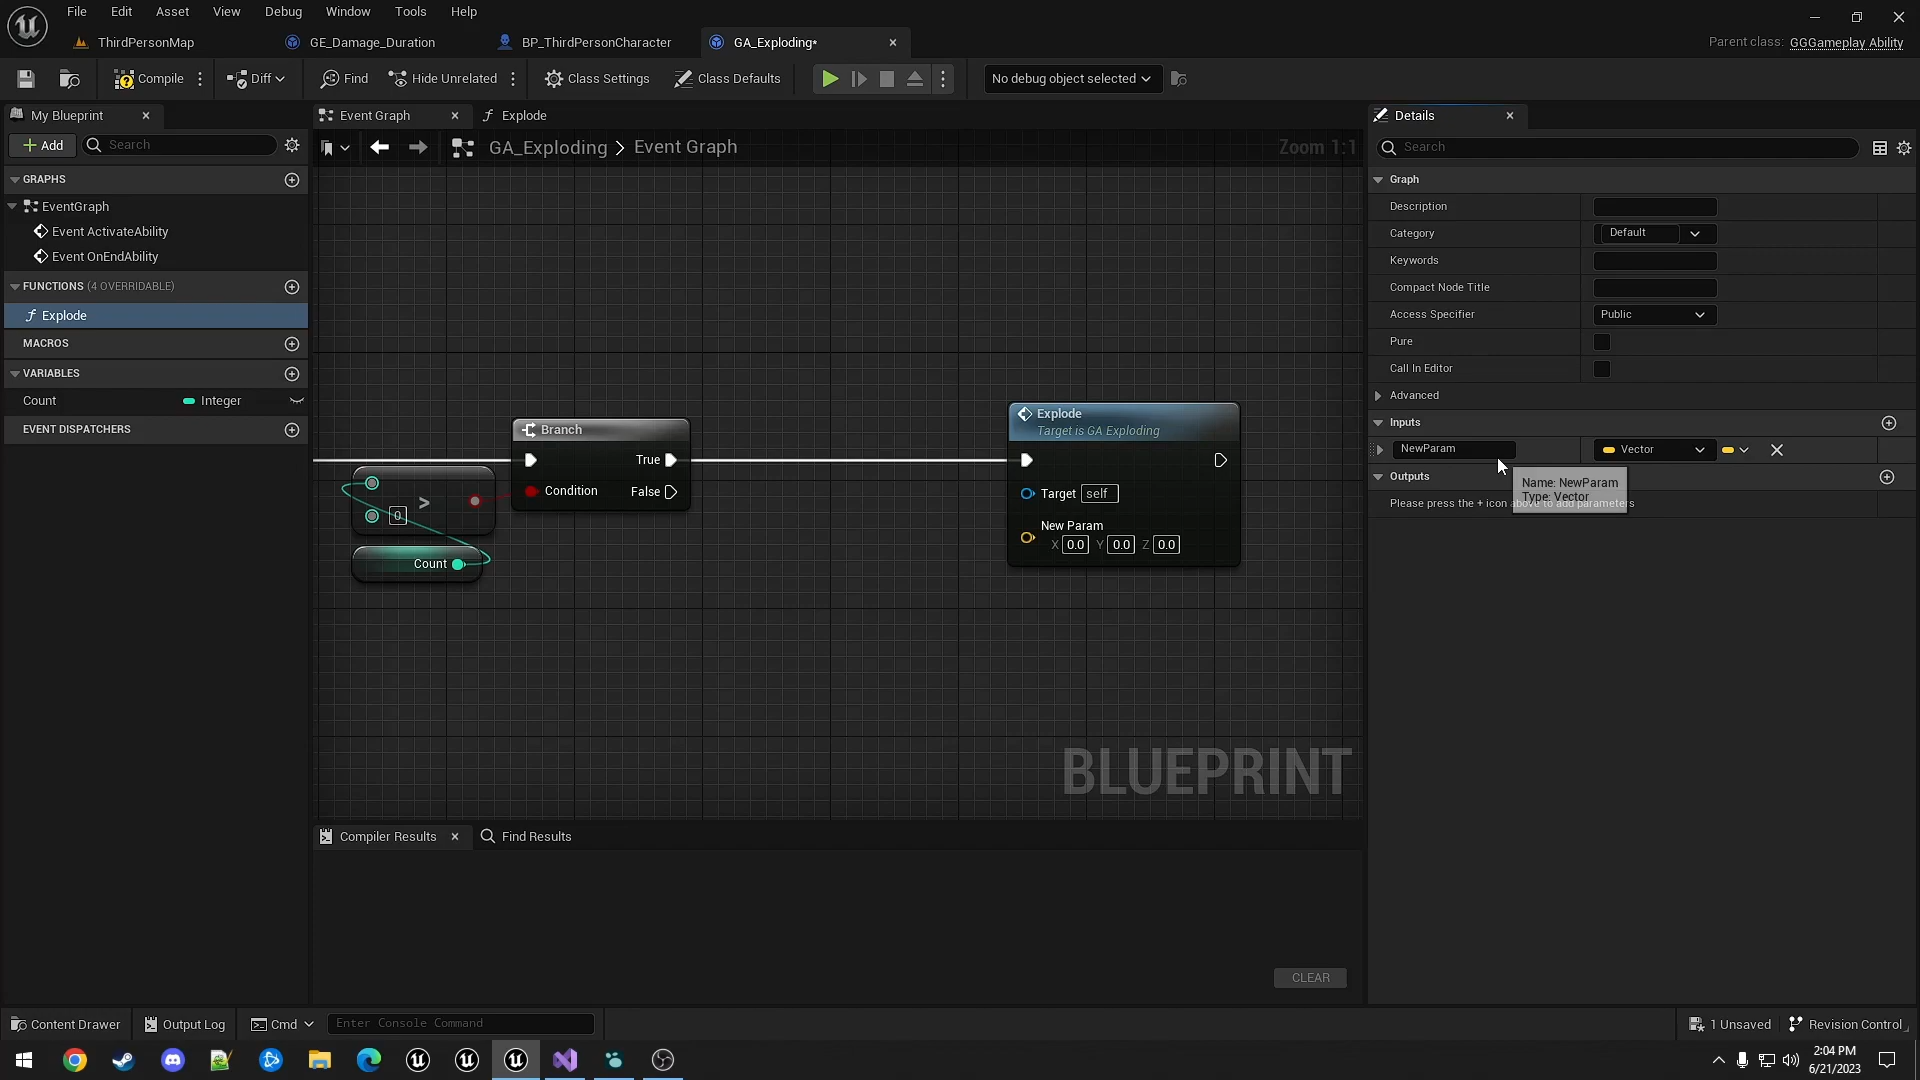 File Edit Asset View Debug Window Tools Help
ThirdPersonMap GE_Damage_Duration BP_ThirdPersonCharacter GA_Exploding* Parent class: GGGameplay Ability
Compile Diff Find Hide Unrelated Class Settings Class Defaults No debug object selected
My Blueprint
Add Search
GRAPHS
EventGraph
Event ActivateAbility
Event OnEndAbility
FUNCTIONS (4 OVERRIDABLE)
Explode
MACROS
VARIABLES
Count Integer
EVENT DISPATCHERS
Event Graph Explode
GA_Exploding > Event Graph Zoom 1:1
Branch
True
Condition False
>
0
Count
Explode
Target is GA Exploding
Target self
New Param
X 0.0 Y 0.0 Z 0.0
BLUEPRINT
Compiler Results Find Results
CLEAR
Details
Search
Graph
Description
Category Default
Keywords
Compact Node Title
Access Specifier Public
Pure
Call In Editor
Advanced
Inputs
NewParam Vector
Outputs
Name: NewParam
Type: Vector
Please press the + icon above to add parameters
Content Drawer Output Log Cmd Enter Console Command 1 Unsaved Revision Control
2:04 PM
6/21/2023